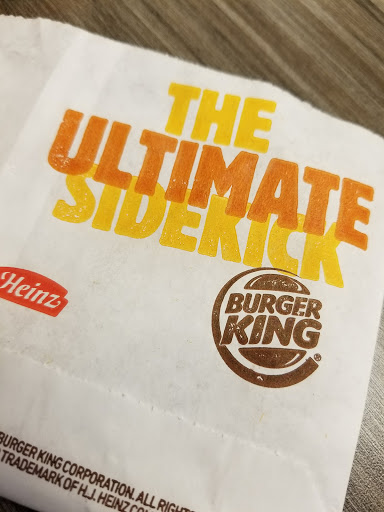 THE
ULTIMATE
SIDEKICK
Heinz
BURGER
KING
®
BURGER KING CORPORATION. ALL RIGHT
TRADEMARK OF H.J. HEINZ CO